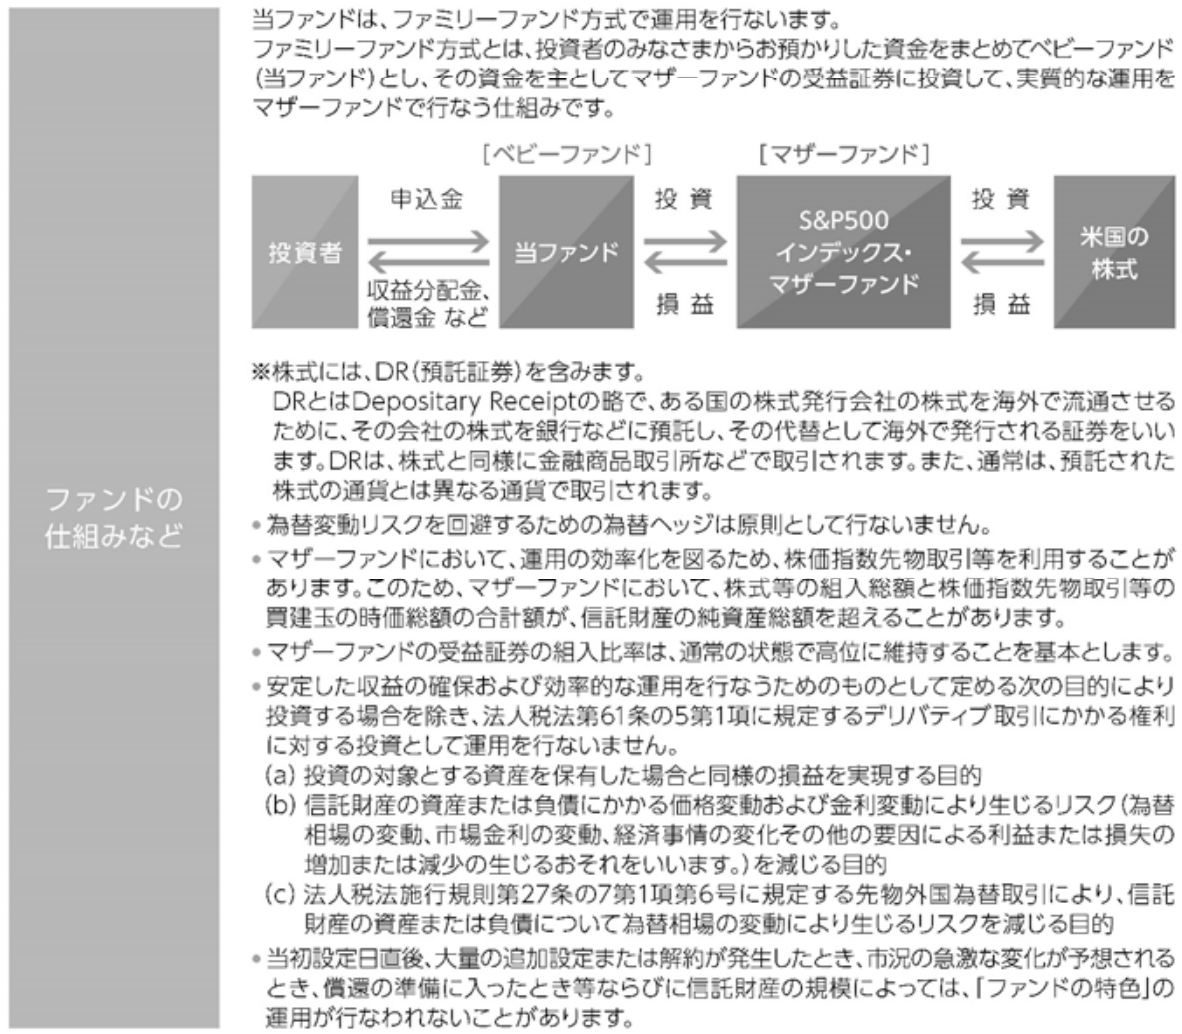 当ファンドは、ファミリーファンド方式で運用を行ないます。
ファミリーファンド方式とは、投資者のみなさまからお預かりした資金をまとめてベビーファンド
(当ファンド)とし、その資金を主としてマザーファンドの受益証券に投資して、実質的な運用を
マザーファンドで行なう仕組みです。
[ベビーファンド]
[マザーファンド]
投資者
申込金
収益分配金、
償還金 など
当ファンド
投 資
損 益
S&P500
インデックス・
マザーファンド
投 資
損 益
米国の
株式
※株式には、DR(預託証券)を含みます。
DRとはDepositary Receiptの略で、ある国の株式発行会社の株式を海外で流通させる
ために、その会社の株式を銀行などに預託し、その代替として海外で発行される証券をいい
ます。DRは、株式と同様に金融商品取引所などで取引されます。また、通常は、預託された
株式の通貨とは異なる通貨で取引されます。
ファンドの
仕組みなど
●為替変動リスクを回避するための為替ヘッジは原則として行ないません。
●マザーファンドにおいて、運用の効率化を図るため、株価指数先物取引等を利用することが
あります。このため、マザーファンドにおいて、株式等の組入総額と株価指数先物取引等の
買建玉の時価総額の合計額が、信託財産の純資産総額を超えることがあります。
●マザーファンドの受益証券の組入比率は、通常の状態で高位に維持することを基本とします。
●安定した収益の確保および効率的な運用を行なうためのものとして定める次の目的により
投資する場合を除き、法人税法第61条の5第1項に規定するデリバティブ取引にかかる権利
に対する投資として運用を行ないません。
(a) 投資の対象とする資産を保有した場合と同様の損益を実現する目的
(b) 信託財産の資産または負債にかかる価格変動および金利変動により生じるリスク(為替
相場の変動、市場金利の変動、経済事情の変化その他の要因による利益または損失の
増加または減少の生じるおそれをいいます。)を減じる目的
(c) 法人税法施行規則第27条の7第1項第6号に規定する先物外国為替取引により、信託
財産の資産または負債について為替相場の変動により生じるリスクを減じる目的
●当初設定日直後、大量の追加設定または解約が発生したとき、市況の急激な変化が予想される
とき、償還の準備に入ったとき等ならびに信託財産の規模によっては、「ファンドの特色」の
運用が行なわれないことがあります。